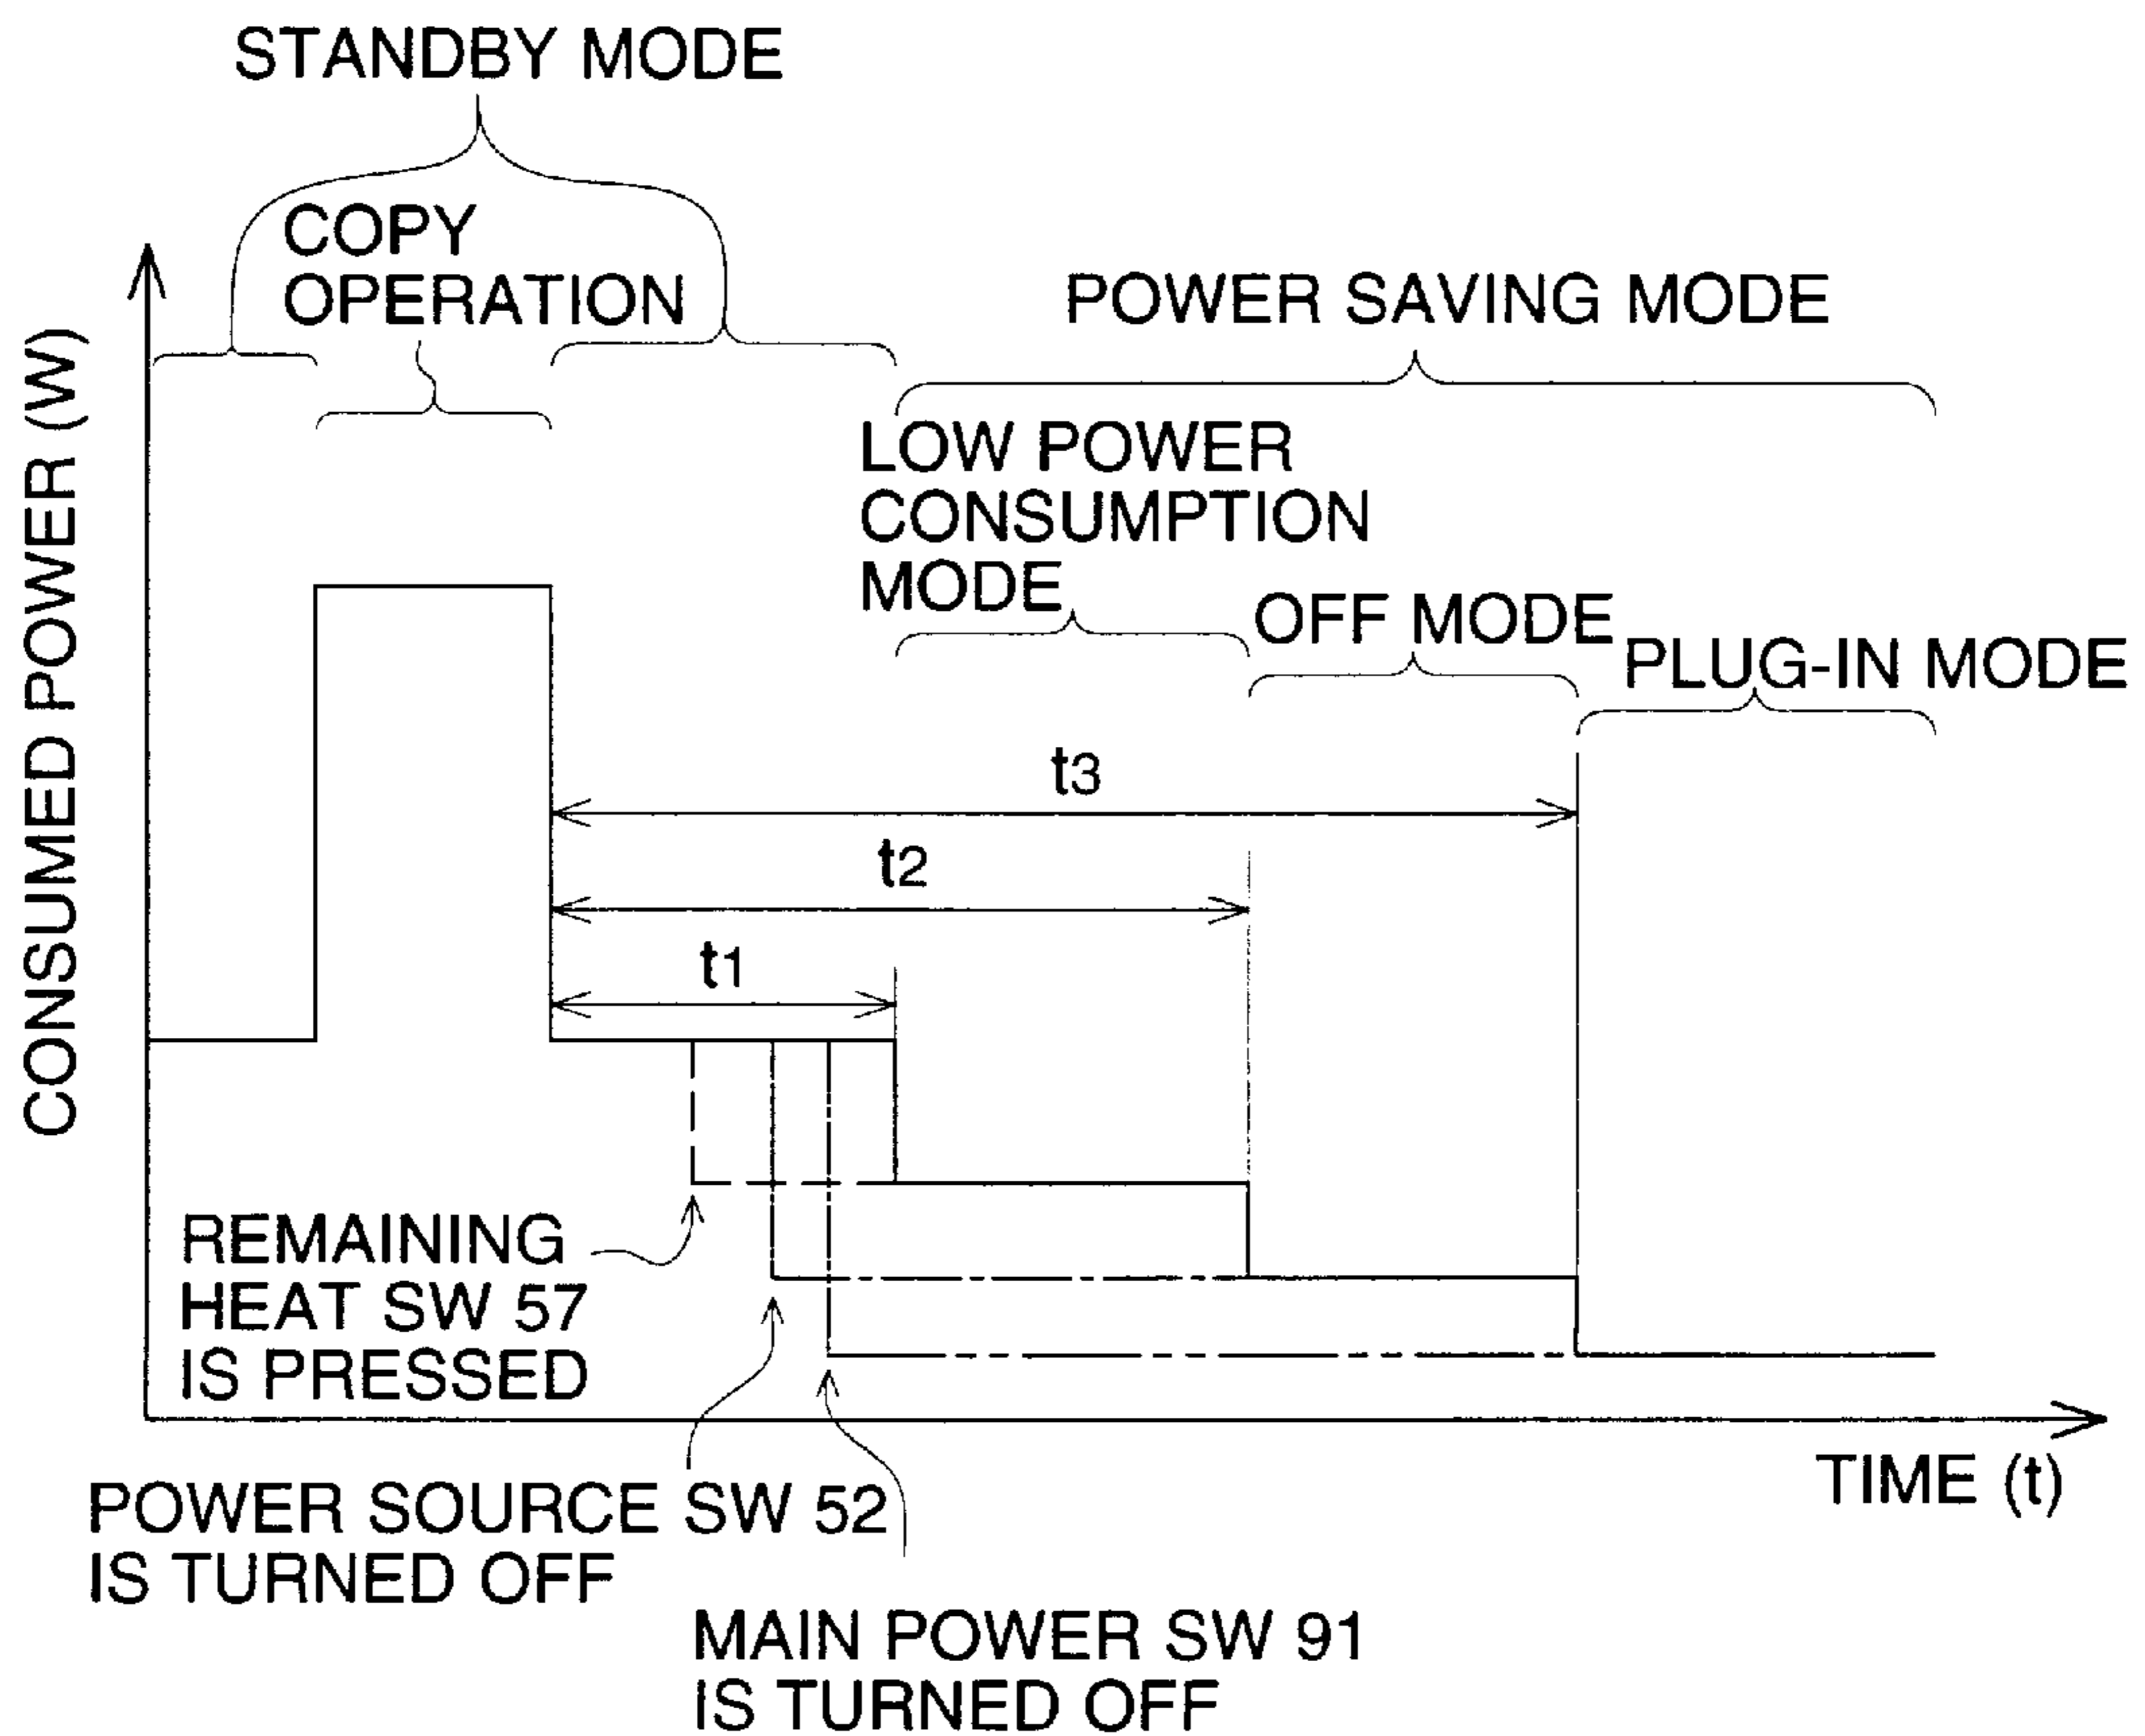 STANDBY MODE
COPY
OPERATION
POWER SAVING MODE
LOW POWER
CONSUMPTION
MODE
OFF MODE
PLUG-IN MODE
CONSUMED POWER (W)
t3
t2
t1
REMAINING
HEAT SW 57
IS PRESSED
TIME (t)
POWER SOURCE SW 52
IS TURNED OFF
MAIN POWER SW 91
IS TURNED OFF